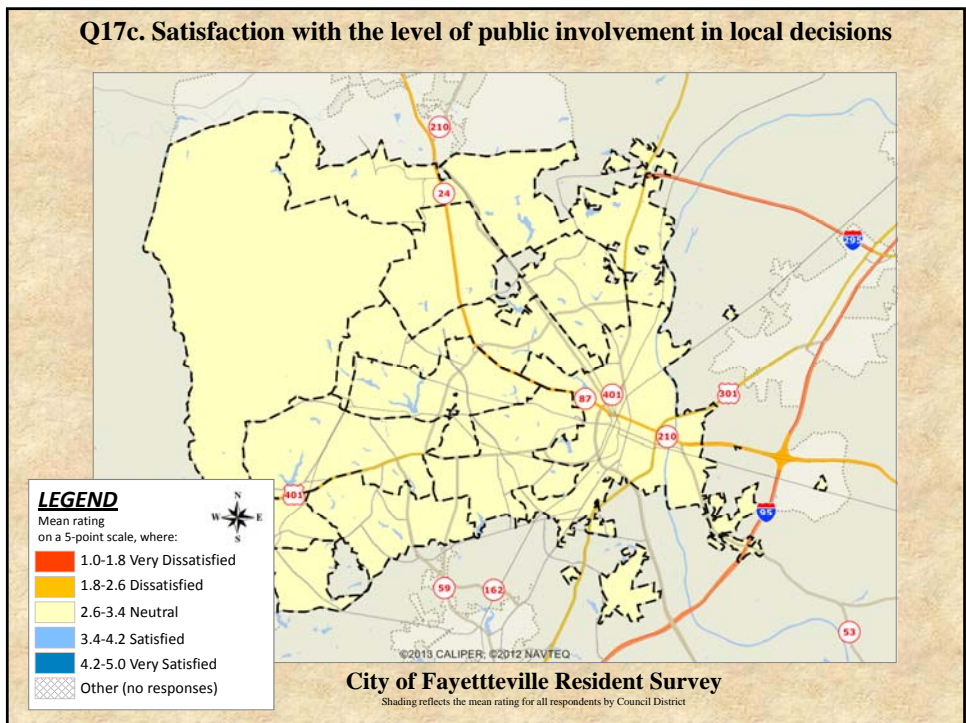 Q17c. Satisfaction with the level of public involvement in local decisions
210
24
295
87
401
301
210
401
95
59
162
53
LEGEND
Mean rating
on a 5-point scale, where:
N
W E
S
1.0-1.8 Very Dissatisfied
1.8-2.6 Dissatisfied
2.6-3.4 Neutral
3.4-4.2 Satisfied
4.2-5.0 Very Satisfied
Other (no responses)
©2013 CALIPER; ©2012 NAVTEQ
City of Fayettteville Resident Survey
Shading reflects the mean rating for all respondents by Council District